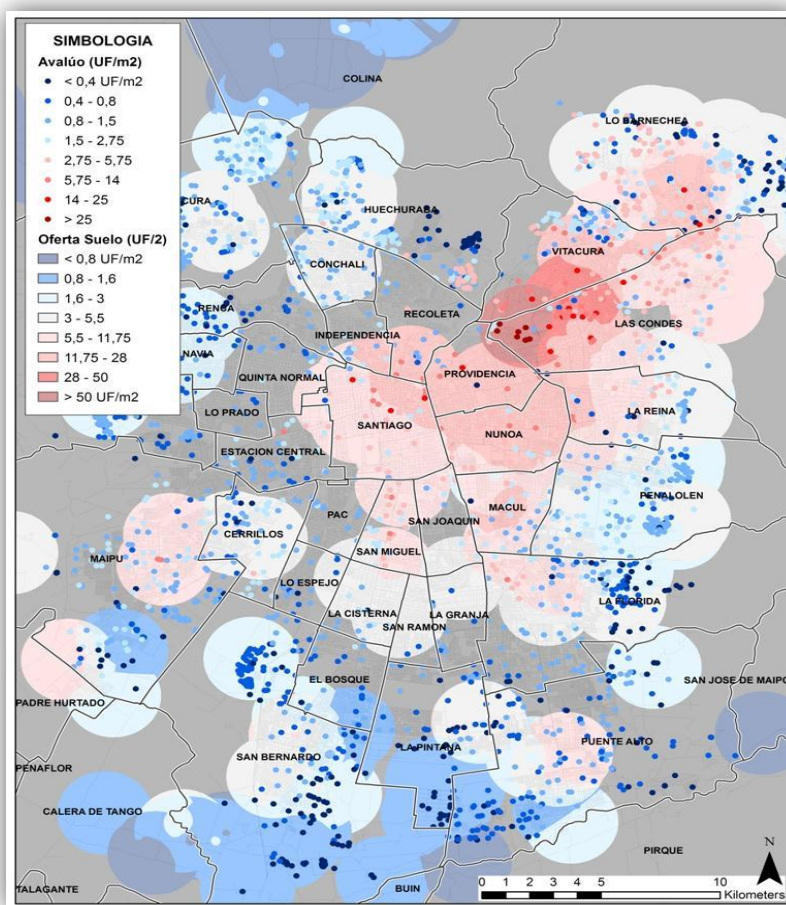 SIMBOLOGIA
Avalúo (UF/m2)
< 0,4 UF/m2
0,4 - 0,8
0,8 - 1,5
1,5 - 2,75
2,75 - 5,75
5,75 - 14
14 - 25
> 25
Oferta Suelo (UF/2)
< 0,8 UF/m2
0,8 - 1,6
1,6 - 3
3 - 5,5
5,5 - 11,75
11,75 - 28
28 - 50
> 50 UF/m2
COLINA
LO BARNECHEA
CURA
HUECHURABA
VITACURA
CONCHALI
RENCA
RECOLETA
LAS CONDES
INDEPENDENCIA
NAVIA
QUINTA NORMAL
PROVIDENCIA
LO PRADO
LA REINA
SANTIAGO
NUNOA
ESTACION CENTRAL
PENALOLEN
PAC
MACUL
SAN JOAQUIN
CERRILLOS
MAIPU
SAN MIGUEL
LO ESPEJO
LA FLORIDA
LA CISTERNA
LA GRANJA
SAN RAMON
EL BOSQUE
SAN JOSE DE MAIPO
PADRE HURTADO
PUENTE ALTO
LA PINTANA
SAN BERNARDO
PENAFLOR
CALERA DE TANGO
PIRQUE
N
TALAGANTE
BUIN
0 1 2 3 4 5 10
Kilometers